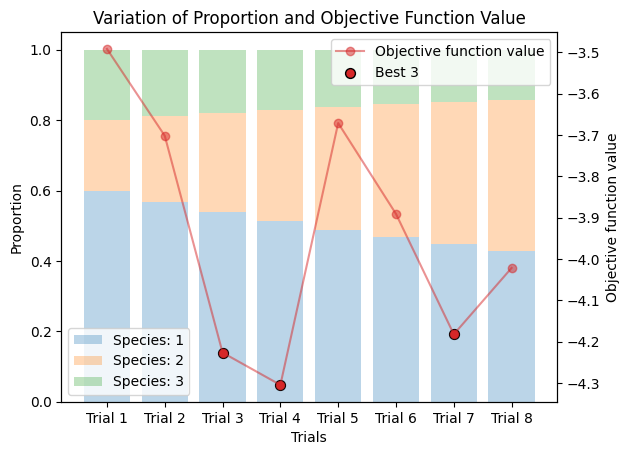 Variation of Proportion and Objective Function Value
Objective function value
Best 3
Species: 1
Species: 2
Species: 3
Proportion
1.0
0.8
0.6
0.4
0.2
0.0
Objective function value
−3.5
−3.6
−3.7
−3.8
−3.9
−4.0
−4.1
−4.2
−4.3
Trial 1 Trial 2 Trial 3 Trial 4 Trial 5 Trial 6 Trial 7 Trial 8
Trials